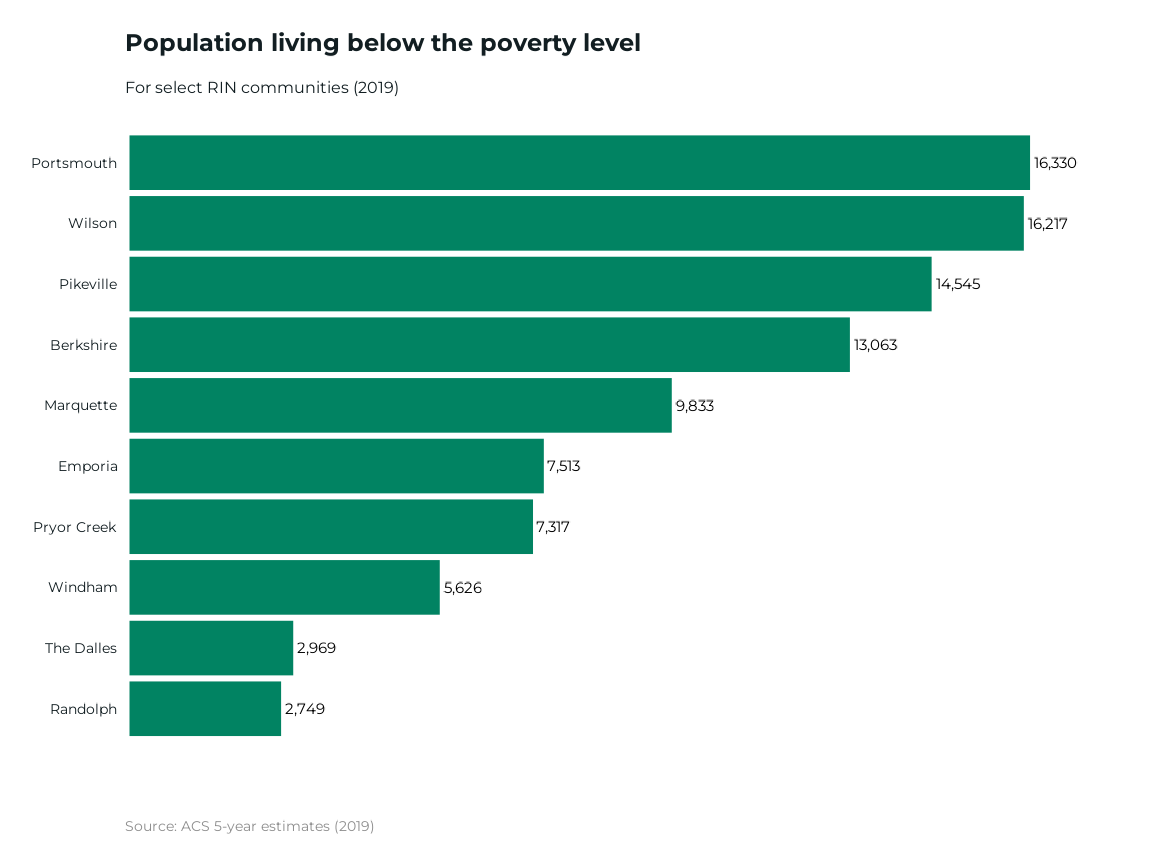 Population living below the poverty level
For select RIN communities (2019)
Portsmouth 16,330
Wilson 16,217
Pikeville 14,545
Berkshire 13,063
Marquette 9,833
Emporia 7,513
Pryor Creek 7,317
Windham 5,626
The Dalles 2,969
Randolph 2,749
Source: ACS 5-year estimates (2019)